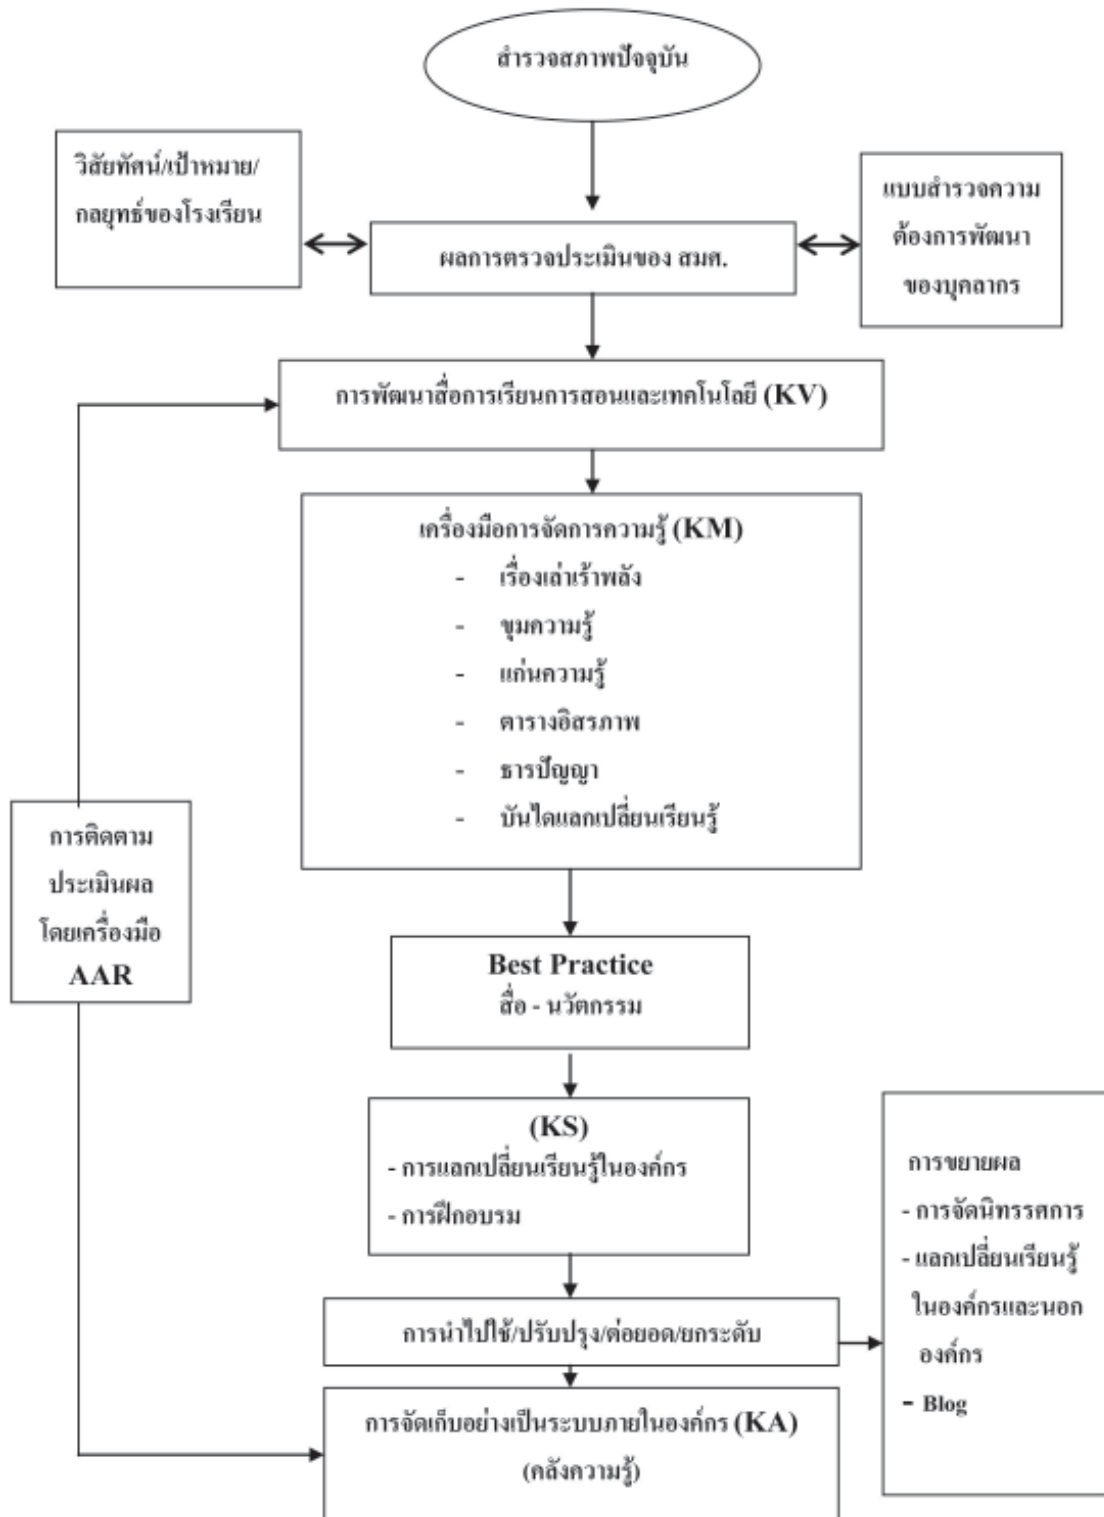 สำรวจสภาพปัจจุบัน
วิสัยทัศน์/เป้าหมาย/
กลยุทธ์ของโรงเรียน
ผลการตรวจประเมินของ สมศ.
แบบสำรวจความ
ต้องการพัฒนา
ของบุคลากร
การพัฒนาสื่อการเรียนการสอนและเทคโนโลยี (KV)
เครื่องมือการจัดการความรู้ (KM)
- เรื่องเล่าเร้าพลัง
- ขุมความรู้
- แก่นความรู้
- ตารางอิสรภาพ
- ธารปัญญา
- บันไดแลกเปลี่ยนเรียนรู้
การติดตาม
ประเมินผล
โดยเครื่องมือ
AAR
Best Practice
สื่อ - นวัตกรรม
(KS)
- การแลกเปลี่ยนเรียนรู้ในองค์กร
- การฝึกอบรม
การนำไปใช้/ปรับปรุง/ต่อยอด/ยกระดับ
การขยายผล
- การจัดนิทรรศการ
- แลกเปลี่ยนเรียนรู้
ในองค์กรและนอก
องค์กร
- Blog
การจัดเก็บอย่างเป็นระบบภายในองค์กร (KA)
(คลังความรู้)